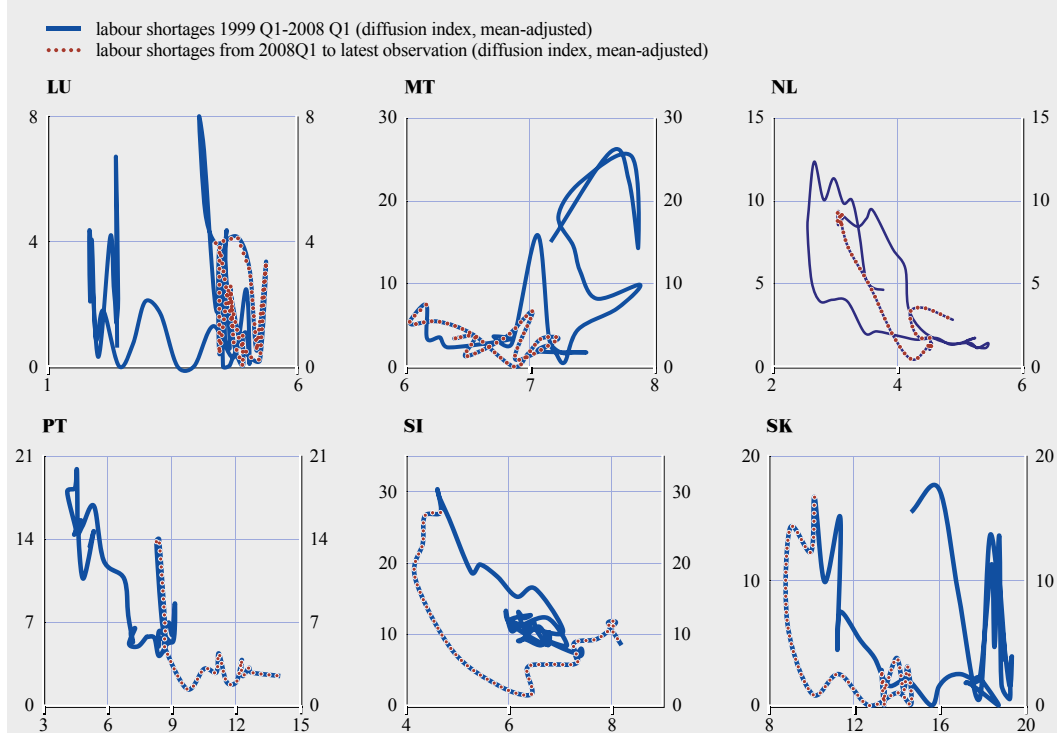 labour shortages 1999 Q1-2008 Q1 (diffusion index, mean-adjusted)
labour shortages from 2008Q1 to latest observation (diffusion index, mean-adjusted)
LU
MT
NL
8 8
30 30
15 15
4 4
20 20
10 10
10 10
5 5
0 0
0 0
0 0
1 6
6 7 8
2 4 6
PT
SI
SK
21 21
30 30
20 20
14 14
20 20
10 10
7 7
10 10
0 0
0 0
0 0
3 6 9 12 15
4 6 8
8 12 16 20